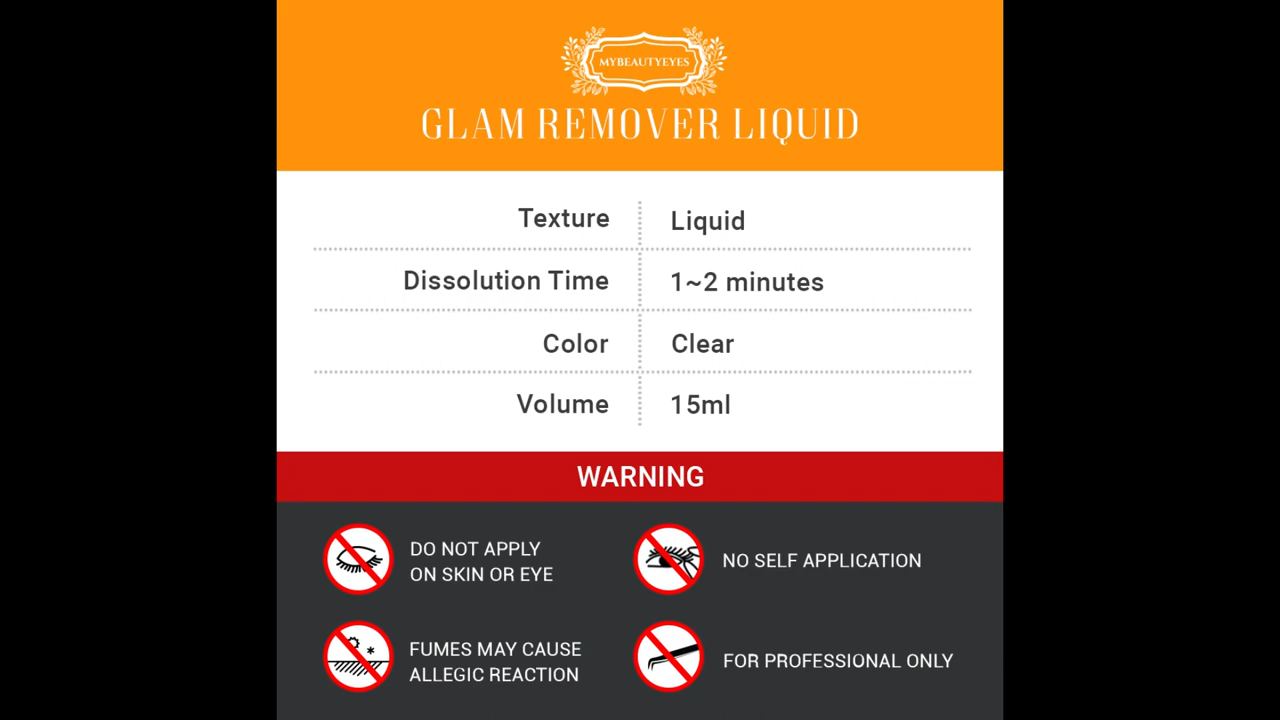 MYBEAUTYEYES
GLAM REMOVER LIQUID
Texture Liquid
Dissolution Time 1~2 minutes
Color Clear
Volume 15ml
WARNING
DO NOT APPLY
ON SKIN OR EYE
NO SELF APPLICATION
FUMES MAY CAUSE
ALLEGIC REACTION
FOR PROFESSIONAL ONLY